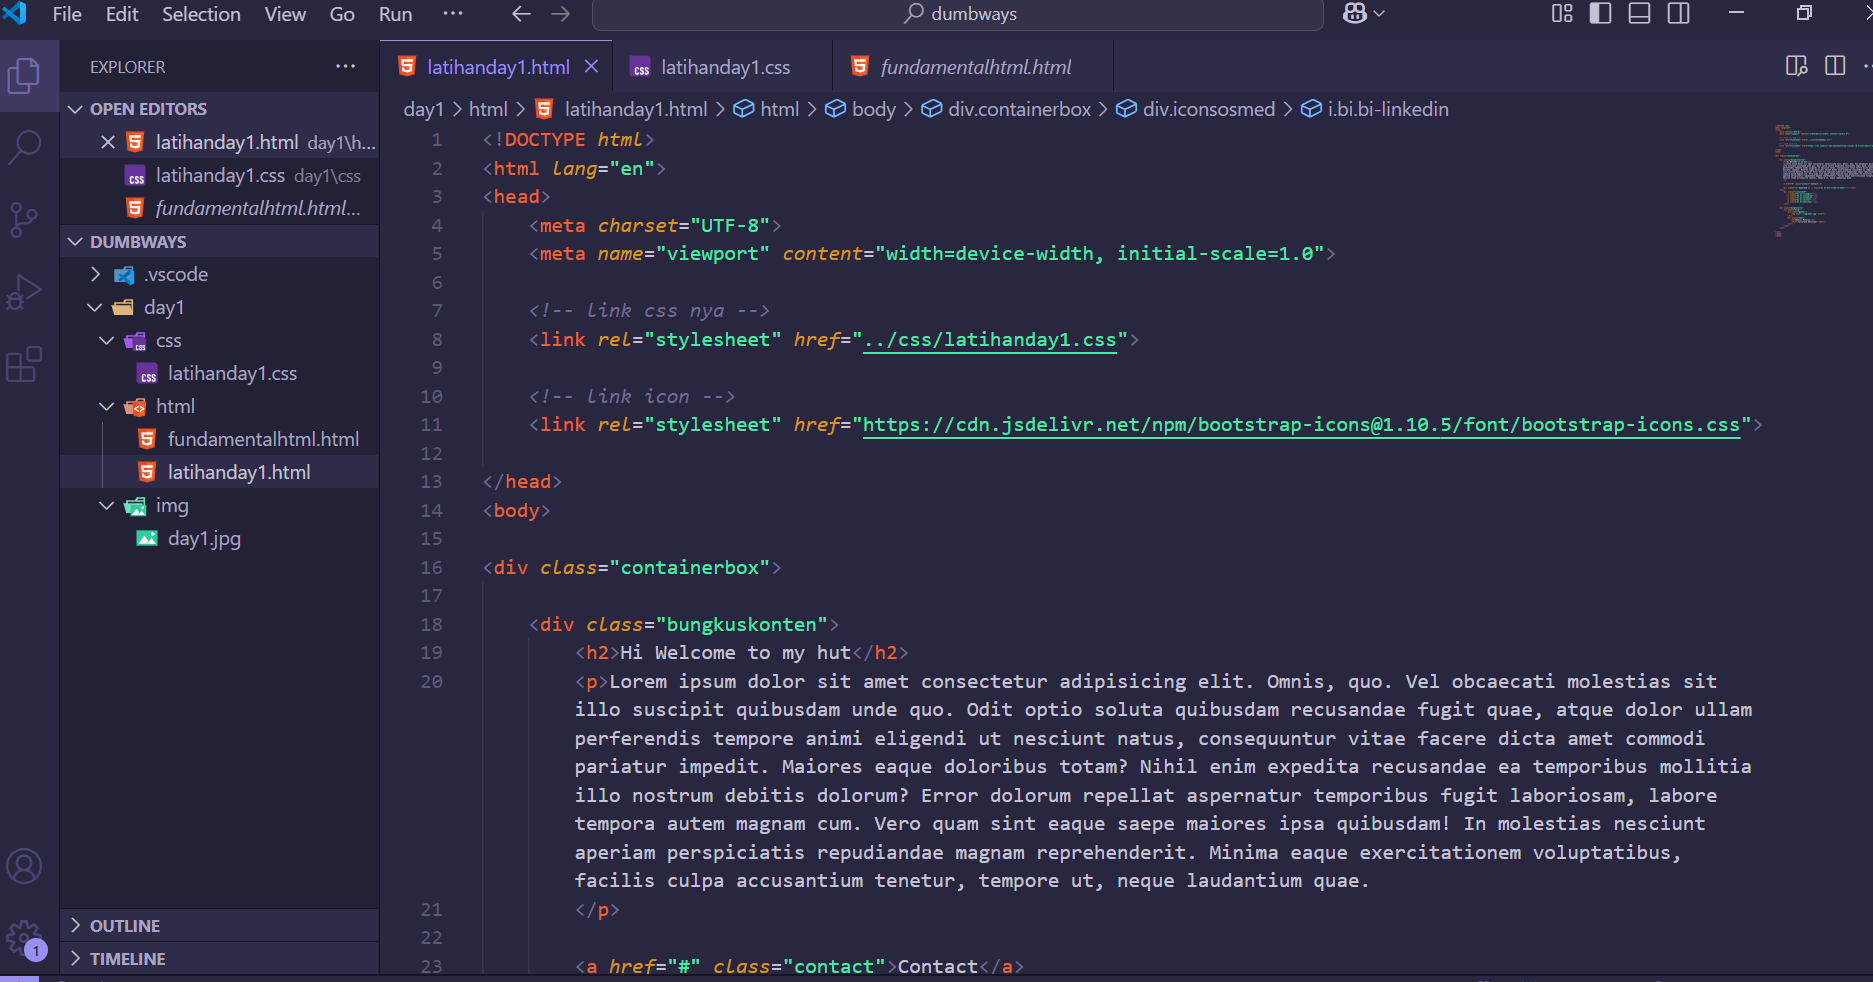 File Edit Selection View Go Run ··· dumbways
EXPLORER ···
OPEN EDITORS
latihanday1.html day1\h...
latihanday1.css day1\css
fundamentalhtml.html...
DUMBWAYS
.vscode
day1
css
latihanday1.css
html
fundamentalhtml.html
latihanday1.html
img
day1.jpg
OUTLINE
TIMELINE
1
latihanday1.html latihanday1.css fundamentalhtml.html
day1 > html > latihanday1.html > html > body > div.containerbox > div.iconsosmed > i.bi.bi-linkedin
1 <!DOCTYPE html>
2 <html lang="en">
3 <head>
4 <meta charset="UTF-8">
5 <meta name="viewport" content="width=device-width, initial-scale=1.0">
6
7 <!-- link css nya -->
8 <link rel="stylesheet" href="../css/latihanday1.css">
9
10 <!-- link icon -->
11 <link rel="stylesheet" href="https://cdn.jsdelivr.net/npm/bootstrap-icons@1.10.5/font/bootstrap-icons.css">
12
13 </head>
14 <body>
15
16 <div class="containerbox">
17
18 <div class="bungkuskonten">
19 <h2>Hi Welcome to my hut</h2>
20 <p>Lorem ipsum dolor sit amet consectetur adipisicing elit. Omnis, quo. Vel obcaecati molestias sit
illo suscipit quibusdam unde quo. Odit optio soluta quibusdam recusandae fugit quae, atque dolor ullam
perferendis tempore animi eligendi ut nesciunt natus, consequuntur vitae facere dicta amet commodi
pariatur impedit. Maiores eaque doloribus totam? Nihil enim expedita recusandae ea temporibus mollitia
illo nostrum debitis dolorum? Error dolorum repellat aspernatur temporibus fugit laboriosam, labore
tempora autem magnam cum. Vero quam sint eaque saepe maiores ipsa quibusdam! In molestias nesciunt
aperiam perspiciatis repudiandae magnam reprehenderit. Minima eaque exercitationem voluptatibus,
facilis culpa accusantium tenetur, tempore ut, neque laudantium quae.
21 </p>
22
23 <a href="#" class="contact">Contact</a>